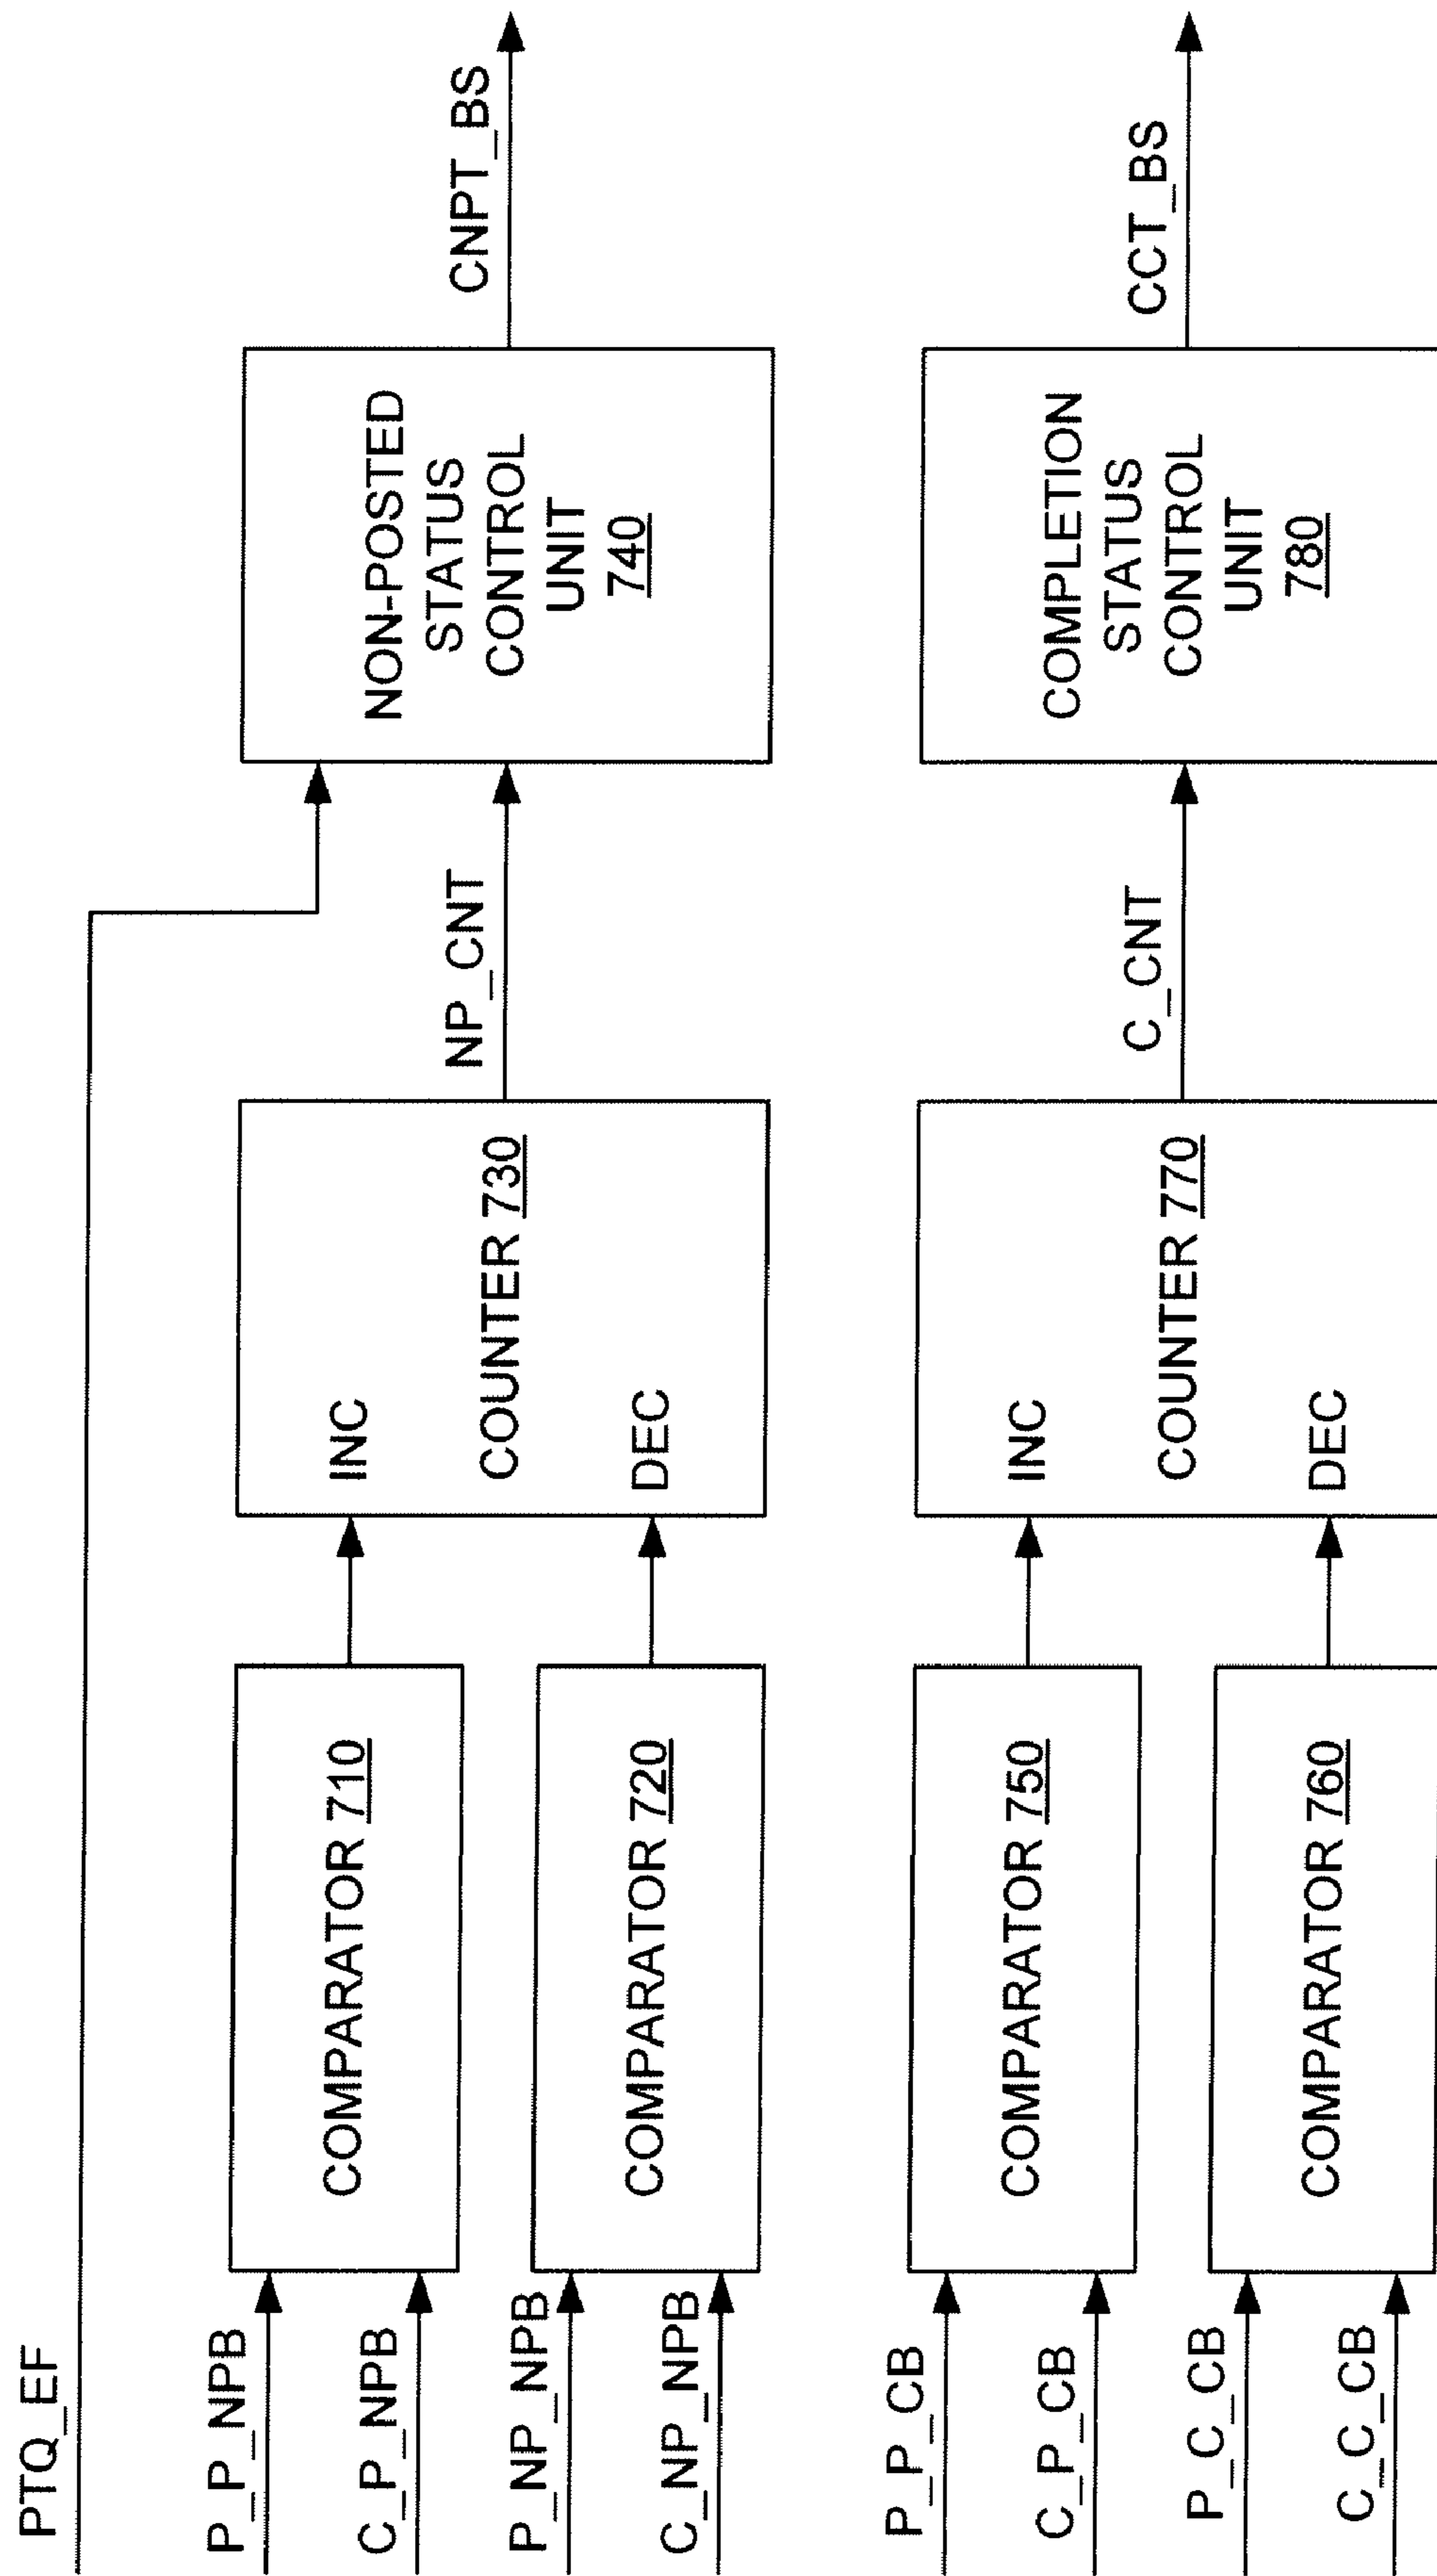 PTQ_EF
P_P_NPB
C_P_NPB
P_NP_NPB
C_NP_NPB
COMPARATOR 710
COMPARATOR 720
INC
COUNTER 730
DEC
NP_CNT
NON-POSTED
STATUS
CONTROL
UNIT
740
CNPT_BS
P_P_CB
C_P_CB
P_C_CB
C_C_CB
COMPARATOR 750
COMPARATOR 760
INC
COUNTER 770
DEC
C_CNT
COMPLETION
STATUS
CONTROL
UNIT
780
CCT_BS